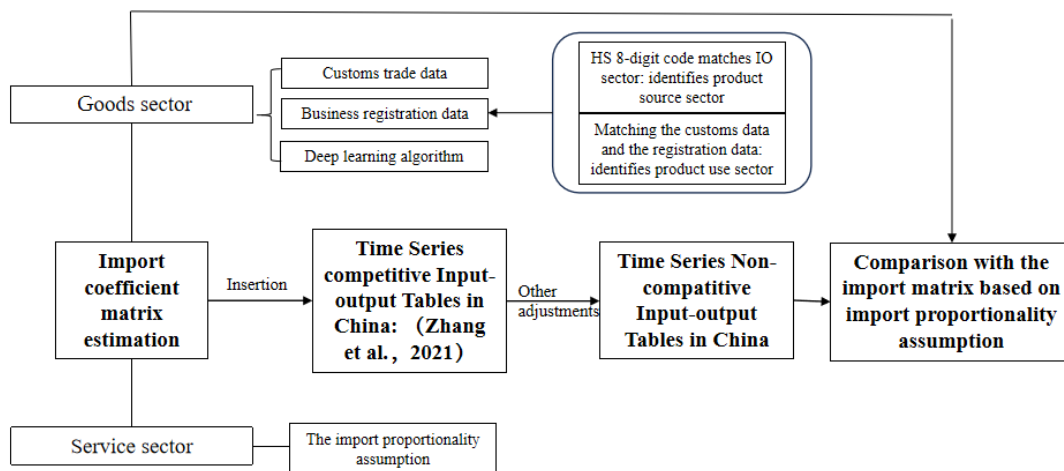 Goods sector
Customs trade data
Business registration data
Deep learning algorithm
HS 8-digit code matches IO
sector: identifies product
source sector
Matching the customs data
and the registration data:
identifies product use sector
Import
coefficient
matrix
estimation
Insertion
Time Series
competitive Input-
output Tables in
China: （Zhang
et al.，2021）
Other
adjustments
Time Series Non-
compatitive
Input-output
Tables in China
Comparison with the
import matrix based on
import proportionality
assumption
Service sector
The import proportionality
assumption